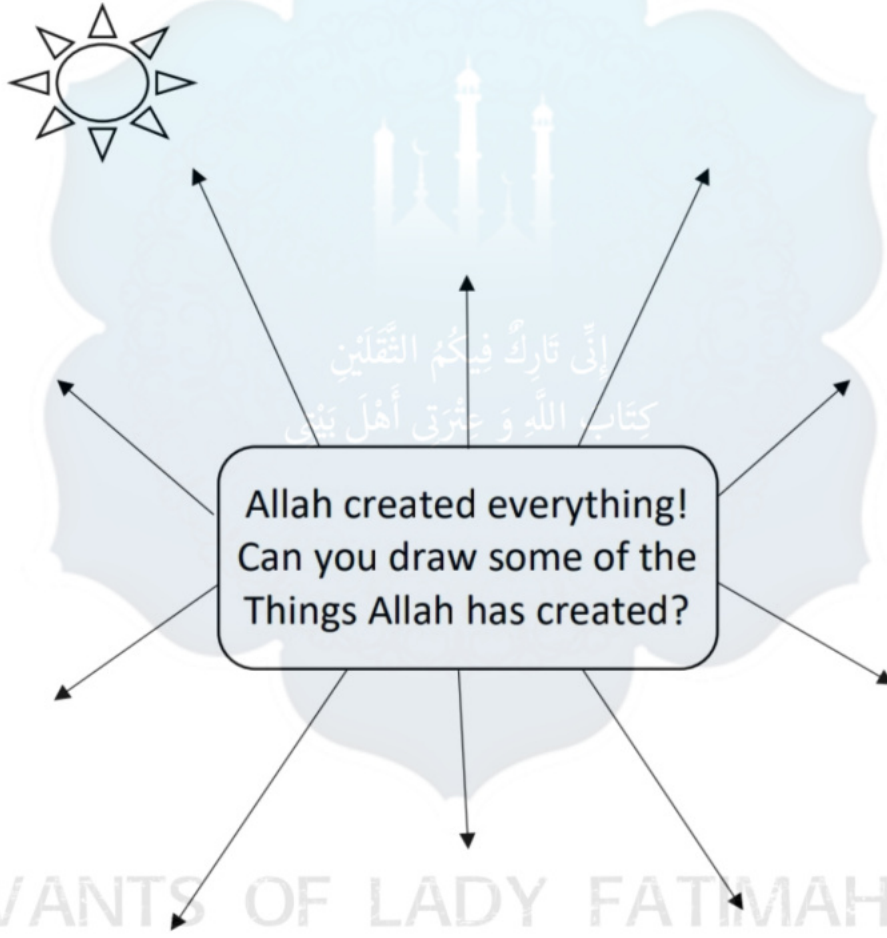 إِنِّى تَارِكٌ فِيكُمُ الثَّقَلَيْنِ
كِتَابَ اللَّهِ وَ عِتْرَتِى أَهْلَ بَيْتِى
Allah created everything!
Can you draw some of the
Things Allah has created?
VANTS OF LADY FATIMAH